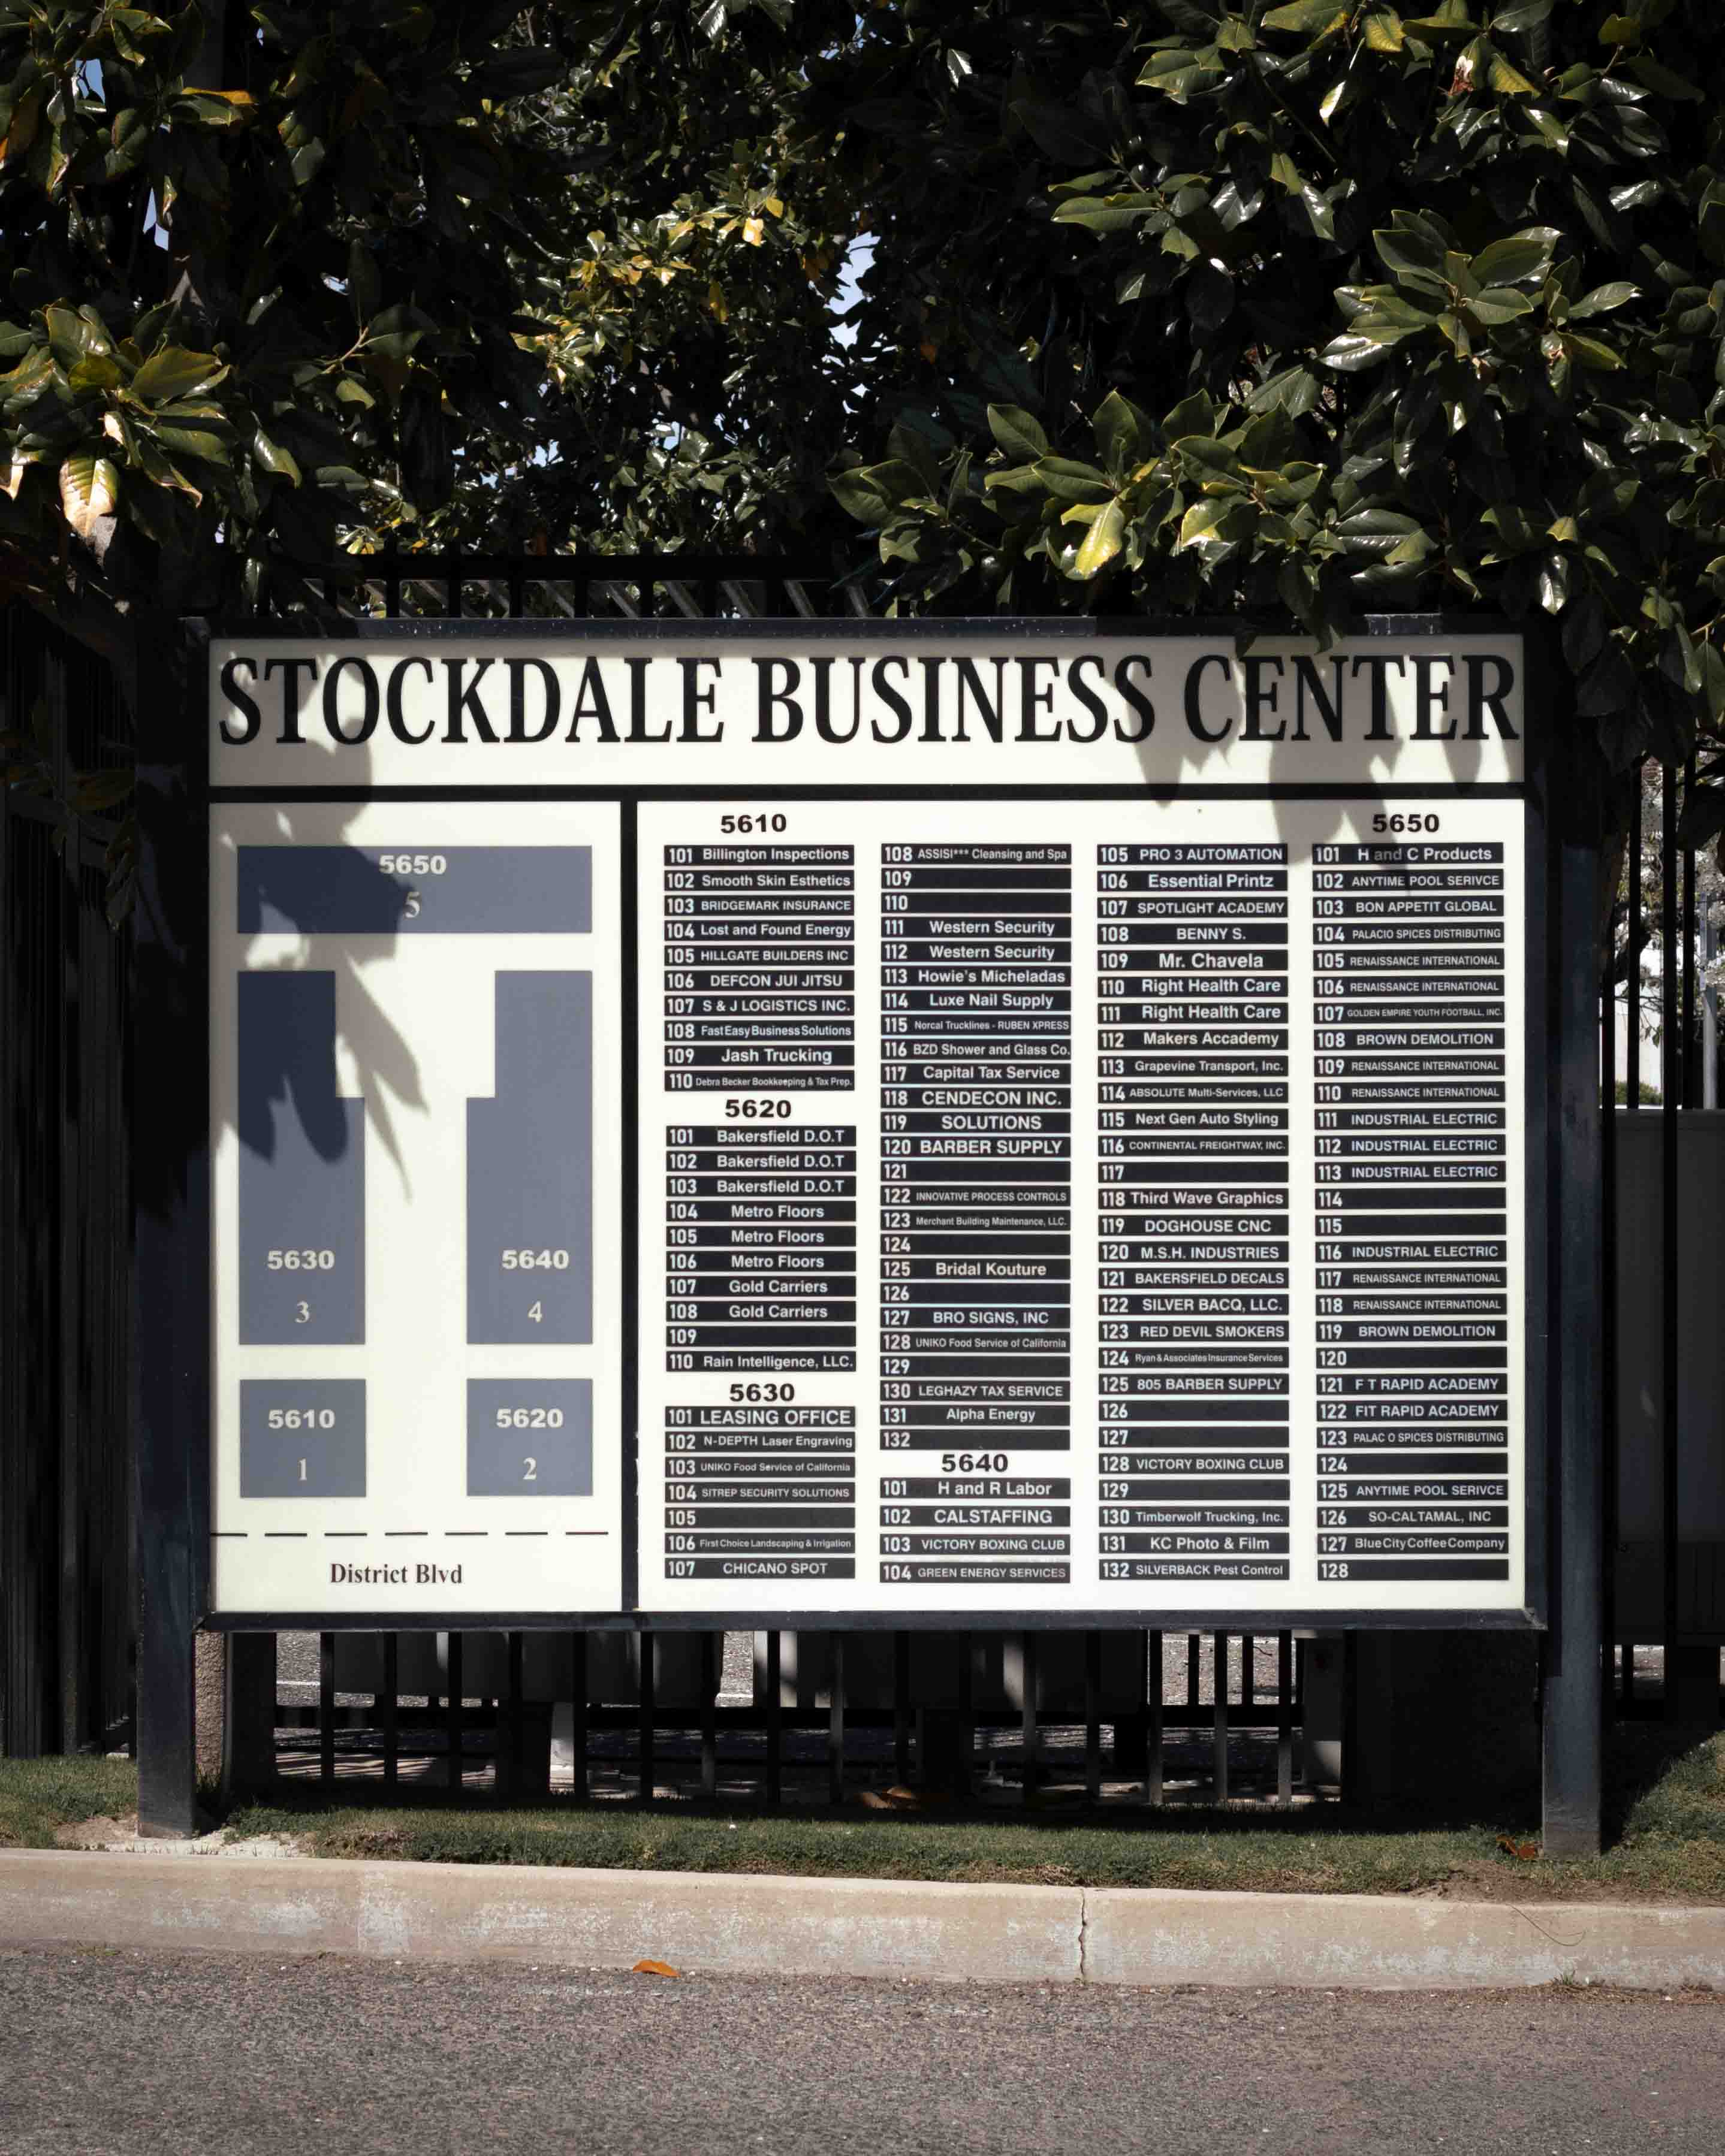 STOCKDALE BUSINESS CENTER
5650
5
5630
3
5640
4
5610
1
5620
2
District Blvd
5610
101 Billington Inspections
102 Smooth Skin Esthetics
103 BRIDGEMARK INSURANCE
104 Lost and Found Energy
105 HILLGATE BUILDERS INC
106 DEFCON JUI JITSU
107 S & J LOGISTICS INC.
108 Fast Easy Business Solutions
109 Jash Trucking
110 Debra Becker Bookkeeping & Tax Prep.
5620
101 Bakersfield D.O.T
102 Bakersfield D.O.T
103 Bakersfield D.O.T
104 Metro Floors
105 Metro Floors
106 Metro Floors
107 Gold Carriers
108 Gold Carriers
109
110 Rain Intelligence, LLC.
5630
101 LEASING OFFICE
102 N-DEPTH Laser Engraving
103 UNIKO Food Service of California
104 SITREP SECURITY SOLUTIONS
105
106 First Choice Landscaping & Irrigation
107 CHICANO SPOT
108 ASSISI*** Cleansing and Spa
109
110
111 Western Security
112 Western Security
113 Howie's Micheladas
114 Luxe Nail Supply
115 Norcal Trucklines - RUBEN XPRESS
116 BZD Shower and Glass Co.
117 Capital Tax Service
118 CENDECON INC.
119 SOLUTIONS
120 BARBER SUPPLY
121
122 INNOVATIVE PROCESS CONTROLS
123 Merchant Building Maintenance, LLC.
124
125 Bridal Kouture
126
127 BRO SIGNS, INC
128 UNIKO Food Service of California
129
130 LEGHAZY TAX SERVICE
131 Alpha Energy
132
5640
101 H and R Labor
102 CALSTAFFING
103 VICTORY BOXING CLUB
104 GREEN ENERGY SERVICES
105 PRO 3 AUTOMATION
106 Essential Printz
107 SPOTLIGHT ACADEMY
108 BENNY S.
109 Mr. Chavela
110 Right Health Care
111 Right Health Care
112 Makers Accademy
113 Grapevine Transport, Inc.
114 ABSOLUTE Multi-Services, LLC
115 Next Gen Auto Styling
116 CONTINENTAL FREIGHTWAY, INC.
117
118 Third Wave Graphics
119 DOGHOUSE CNC
120 M.S.H. INDUSTRIES
121 BAKERSFIELD DECALS
122 SILVER BACQ, LLC.
123 RED DEVIL SMOKERS
124 Ryan & Associates Insurance Services
125 805 BARBER SUPPLY
126
127
128 VICTORY BOXING CLUB
129
130 Timberwolf Trucking, Inc.
131 KC Photo & Film
132 SILVERBACK Pest Control
5650
101 H and C Products
102 ANYTIME POOL SERIVCE
103 BON APPETIT GLOBAL
104 PALACIO SPICES DISTRIBUTING
105 RENAISSANCE INTERNATIONAL
106 RENAISSANCE INTERNATIONAL
107 GOLDEN EMPIRE YOUTH FOOTBALL, INC.
108 BROWN DEMOLITION
109 RENAISSANCE INTERNATIONAL
110 RENAISSANCE INTERNATIONAL
111 INDUSTRIAL ELECTRIC
112 INDUSTRIAL ELECTRIC
113 INDUSTRIAL ELECTRIC
114
115
116 INDUSTRIAL ELECTRIC
117 RENAISSANCE INTERNATIONAL
118 RENAISSANCE INTERNATIONAL
119 BROWN DEMOLITION
120
121 F T RAPID ACADEMY
122 FIT RAPID ACADEMY
123 PALAC O SPICES DISTRIBUTING
124
125 ANYTIME POOL SERIVCE
126 SO-CALTAMAL, INC
127 Blue City Coffee Company
128